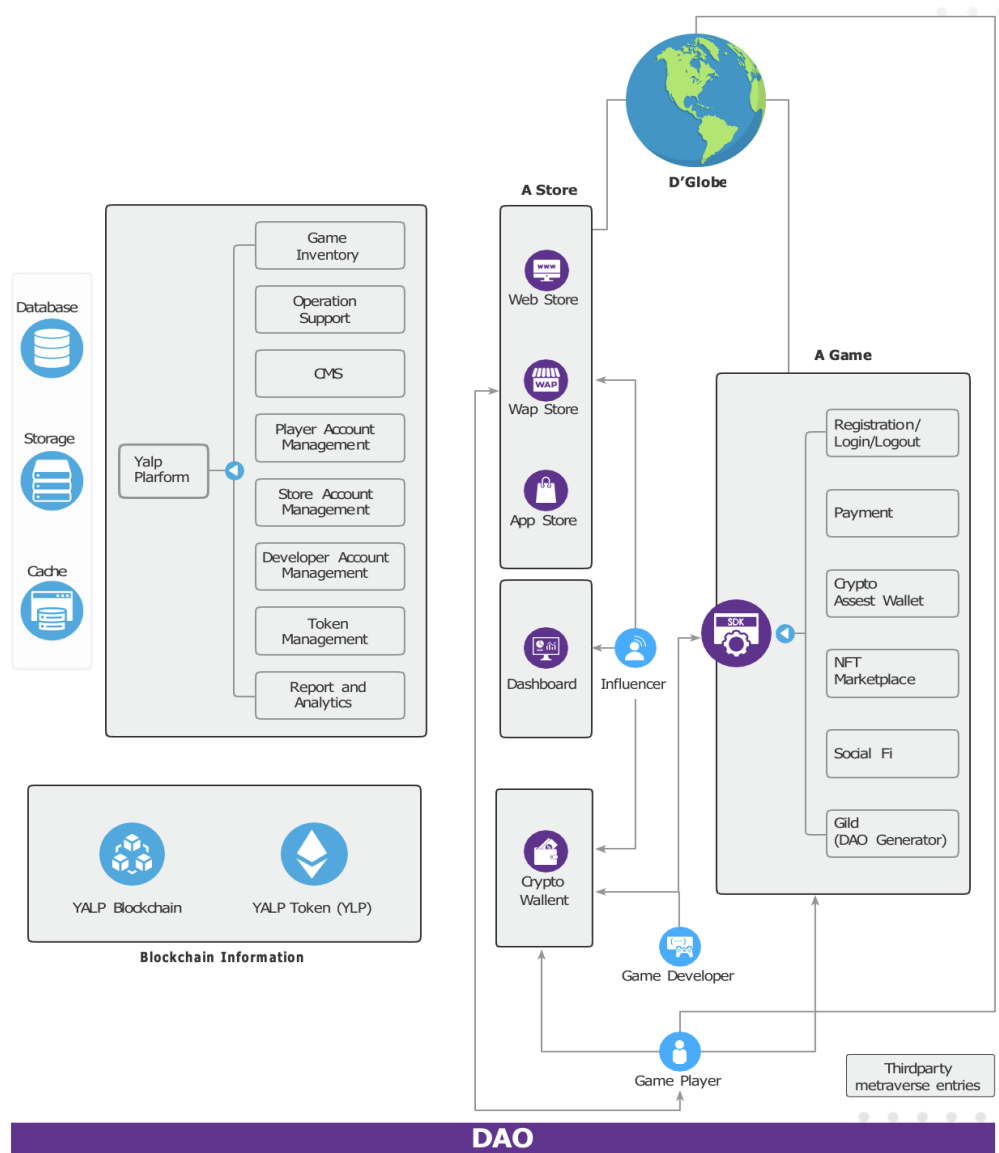 D'Globe
A Store
WWW
Web Store
WAP
Wap Store
App Store
Dashboard
Influencer
Crypto
Wallent
Game Developer
Game Player
Database
Storage
Cache
Yalp
Plarform
Game
Inventory
Operation
Support
CMS
Player Account
Management
Store Account
Management
Developer Account
Management
Token
Management
Report and
Analytics
YALP Blockchain
YALP Token (YLP)
Blockchain Information
A Game
SDK
Registration/
Login/Logout
Payment
Crypto
Assest Wallet
NFT
Marketplace
Social Fi
Gild
(DAO Generator)
Thirdparty
metraverse entries
DAO